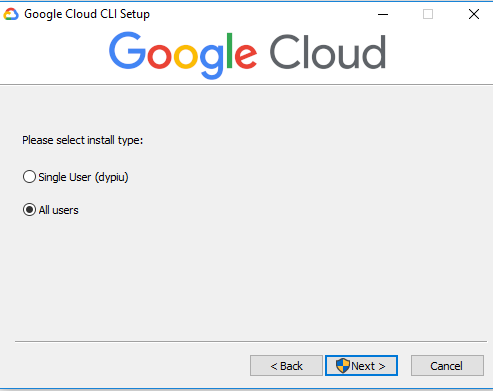 Google Cloud CLI Setup
Google Cloud
Please select install type:
Single User (dypiu)
All users
< Back
Next >
Cancel